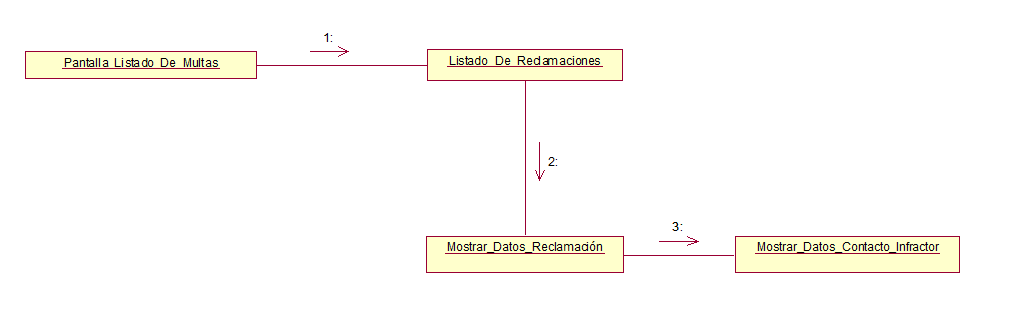 1:
Pantalla_Listado_De_Multas
Listado_De_Reclamaciones
2:
3:
Mostrar_Datos_Reclamación
Mostrar_Datos_Contacto_Infractor